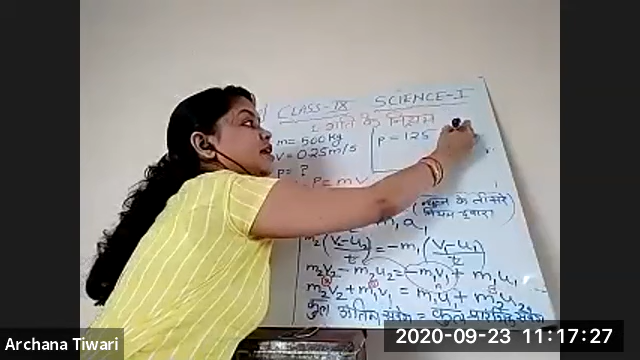 CLASS-IX SCIENCE-I
1. गति के नियम
m = 500 kg
v = 0.25 m/s
p = ?
p = mv
p = 125
(न्यूटन के तीसरे
नियम द्वारा)
m₂(v₂-u₂)/t = -m₁(v₁-u₁)/t
m₂v₂ - m₂u₂ = -m₁v₁ + m₁u₁
m₂v₂ + m₁v₁ = m₁u₁ + m₂u₂
कुल अंतिम संवेग = कुल प्रारंभिक संवेग
Archana Tiwari
2020-09-23 11:17:27